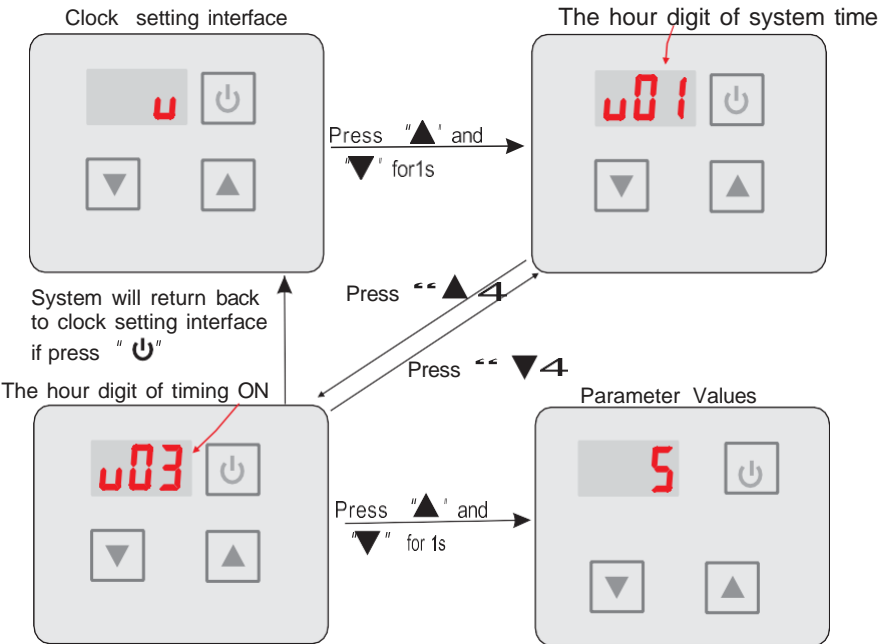 Clock setting interface
The hour digit of system time
u
u01
Press "▲' and
"▼' for1s
System will return back
to clock setting interface
if press "⏻"
Press “ ▲ 4
Press “ ▼4
The hour digit of timing ON
Parameter Values
u03
5
Press "▲' and
"▼" for 1s